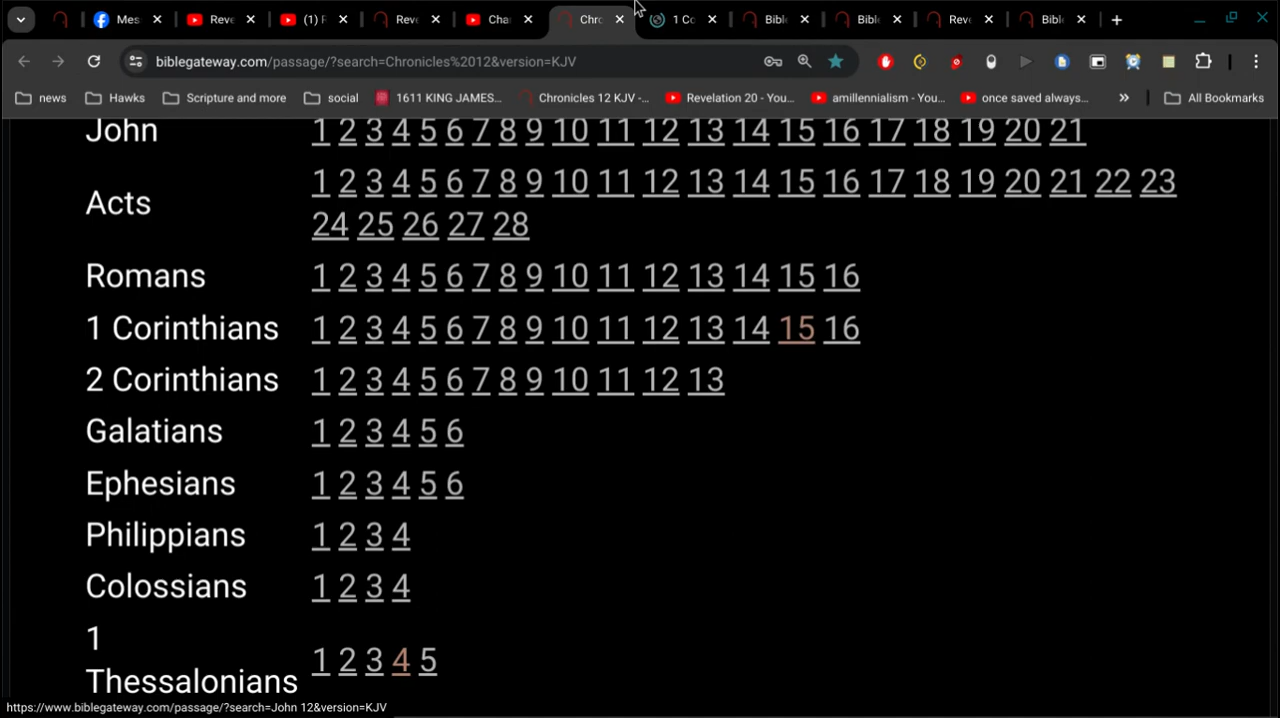 Mes
Reve
(1) F
Reve
Cha
Chro
1 Co
Bibl
Bibl
Reve
Bibl
biblegateway.com/passage/?search=Chronicles%2012&version=KJV
news
Hawks
Scripture and more
social
1611 KING JAMES...
Chronicles 12 KJV -...
Revelation 20 - You...
amillennialism - You...
once saved always...
»
All Bookmarks
John 1 2 3 4 5 6 7 8 9 10 11 12 13 14 15 16 17 18 19 20 21
Acts 1 2 3 4 5 6 7 8 9 10 11 12 13 14 15 16 17 18 19 20 21 22 23
24 25 26 27 28
Romans 1 2 3 4 5 6 7 8 9 10 11 12 13 14 15 16
1 Corinthians 1 2 3 4 5 6 7 8 9 10 11 12 13 14 15 16
2 Corinthians 1 2 3 4 5 6 7 8 9 10 11 12 13
Galatians 1 2 3 4 5 6
Ephesians 1 2 3 4 5 6
Philippians 1 2 3 4
Colossians 1 2 3 4
1
Thessalonians 1 2 3 4 5
https://www.biblegateway.com/passage/?search=John 12&version=KJV